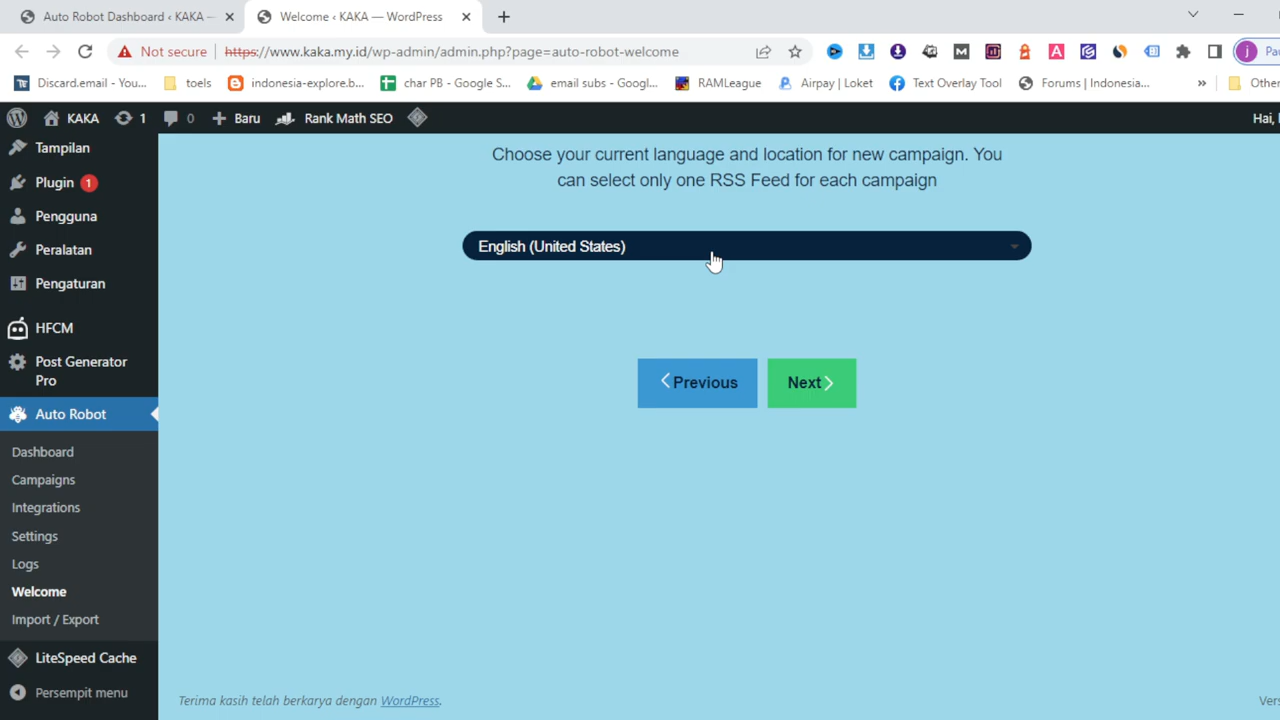 Auto Robot Dashboard ‹ KAKA —
Welcome ‹ KAKA — WordPress
Not secure
https://www.kaka.my.id/wp-admin/admin.php?page=auto-robot-welcome
Discard.email - You...
toels
indonesia-explore.b...
char PB - Google S...
email subs - Googl...
RAMLeague
Airpay | Loket
Text Overlay Tool
Forums | Indonesia...
»
KAKA
1
0
Baru
Rank Math SEO
Hai,
Tampilan
Plugin 1
Pengguna
Peralatan
Pengaturan
HFCM
Post Generator
Pro
Auto Robot
Dashboard
Campaigns
Integrations
Settings
Logs
Welcome
Import / Export
LiteSpeed Cache
Persempit menu
Choose your current language and location for new campaign. You
can select only one RSS Feed for each campaign
English (United States)
Previous
Next
Terima kasih telah berkarya dengan WordPress.